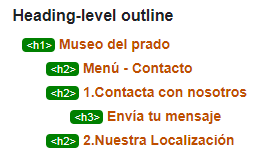 Heading-level outline
<h1> Museo del prado
<h2> Menú - Contacto
<h2> 1.Contacta con nosotros
<h3> Envía tu mensaje
<h2> 2.Nuestra Localización